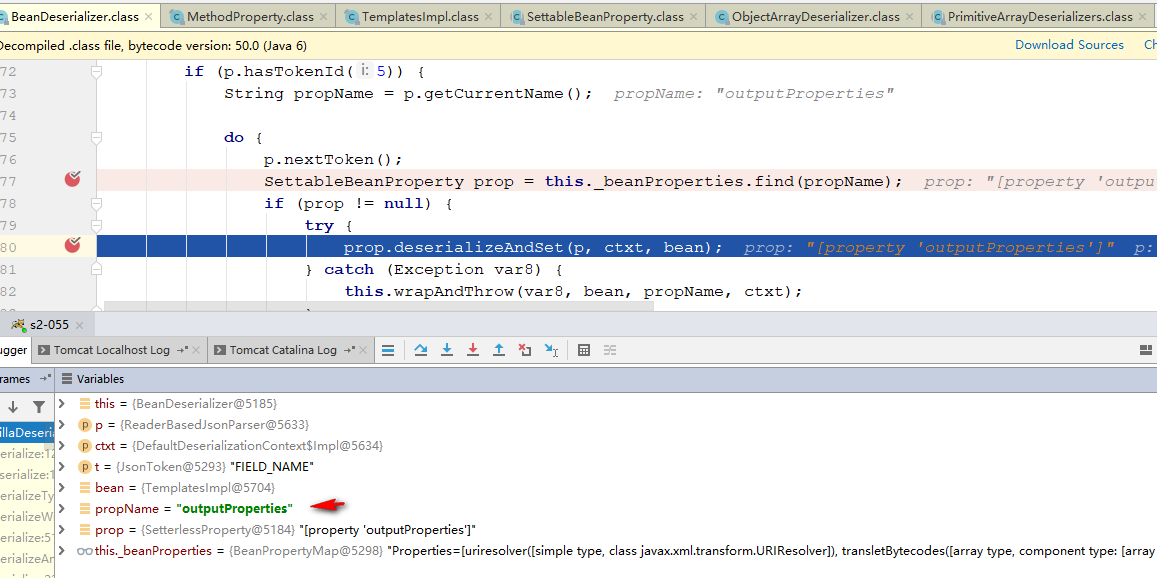 BeanDeserializer.class MethodProperty.class TemplatesImpl.class SettableBeanProperty.class ObjectArrayDeserializer.class PrimitiveArrayDeserializers.class
Decompiled .class file, bytecode version: 50.0 (Java 6) Download Sources Ch
72 if (p.hasTokenId( i: 5)) {
73 String propName = p.getCurrentName(); propName: "outputProperties"
74
75 do {
76 p.nextToken();
77 SettableBeanProperty prop = this._beanProperties.find(propName); prop: "[property 'outpu
78 if (prop != null) {
79 try {
80 prop.deserializeAndSet(p, ctxt, bean); prop: "[property 'outputProperties']" p:
81 } catch (Exception var8) {
82 this.wrapAndThrow(var8, bean, propName, ctxt);
s2-055
ugger Tomcat Localhost Log Tomcat Catalina Log
rames Variables
this = {BeanDeserializer@5185}
p p = {ReaderBasedJsonParser@5633}
illaDeseri
p ctxt = {DefaultDeserializationContext$Impl@5634}
erialize:12
p t = {JsonToken@5293} "FIELD_NAME"
serialize:1
bean = {TemplatesImpl@5704}
erializeTy
propName = "outputProperties"
erializeW
prop = {SetterlessProperty@5184} "[property 'outputProperties']"
erialize:51
this._beanProperties = {BeanPropertyMap@5298} "Properties=[uriresolver([simple type, class javax.xml.transform.URIResolver]), transletBytecodes([array type, component type: [array
erializeAr